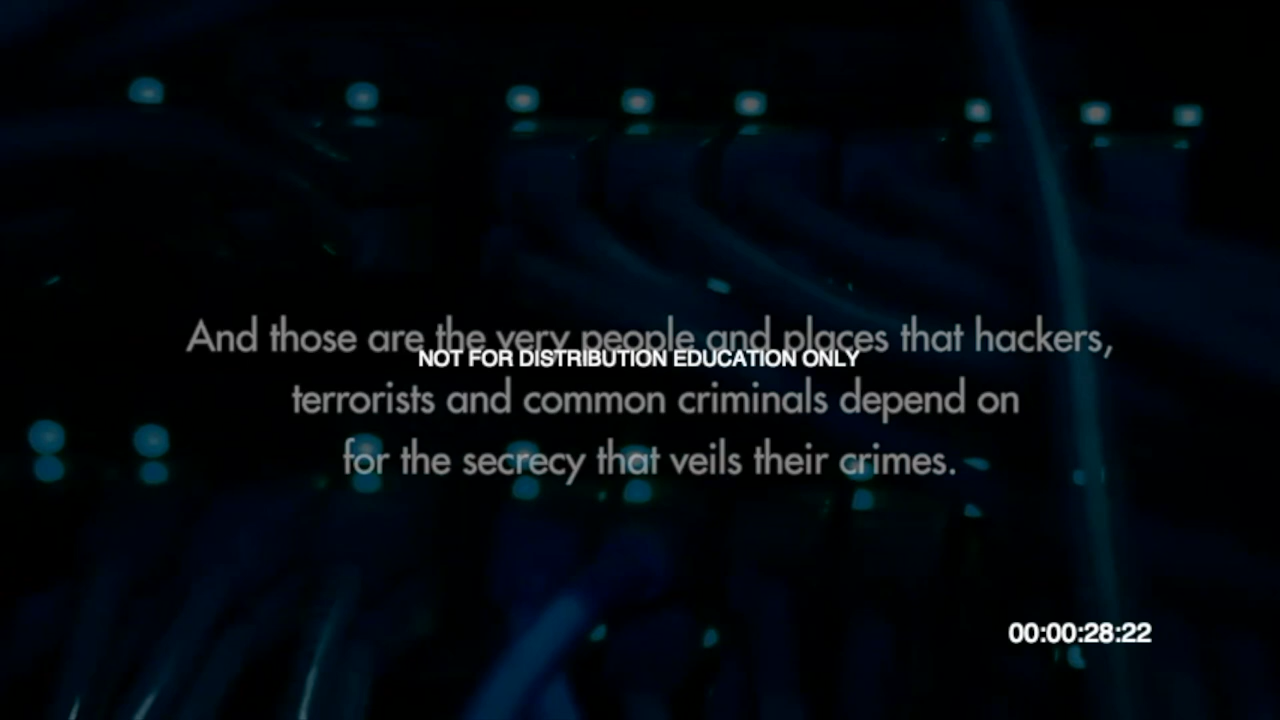 And those are the very people and places that hackers,
NOT FOR DISTRIBUTION EDUCATION ONLY
terrorists and common criminals depend on
for the secrecy that veils their crimes.
00:00:28:22